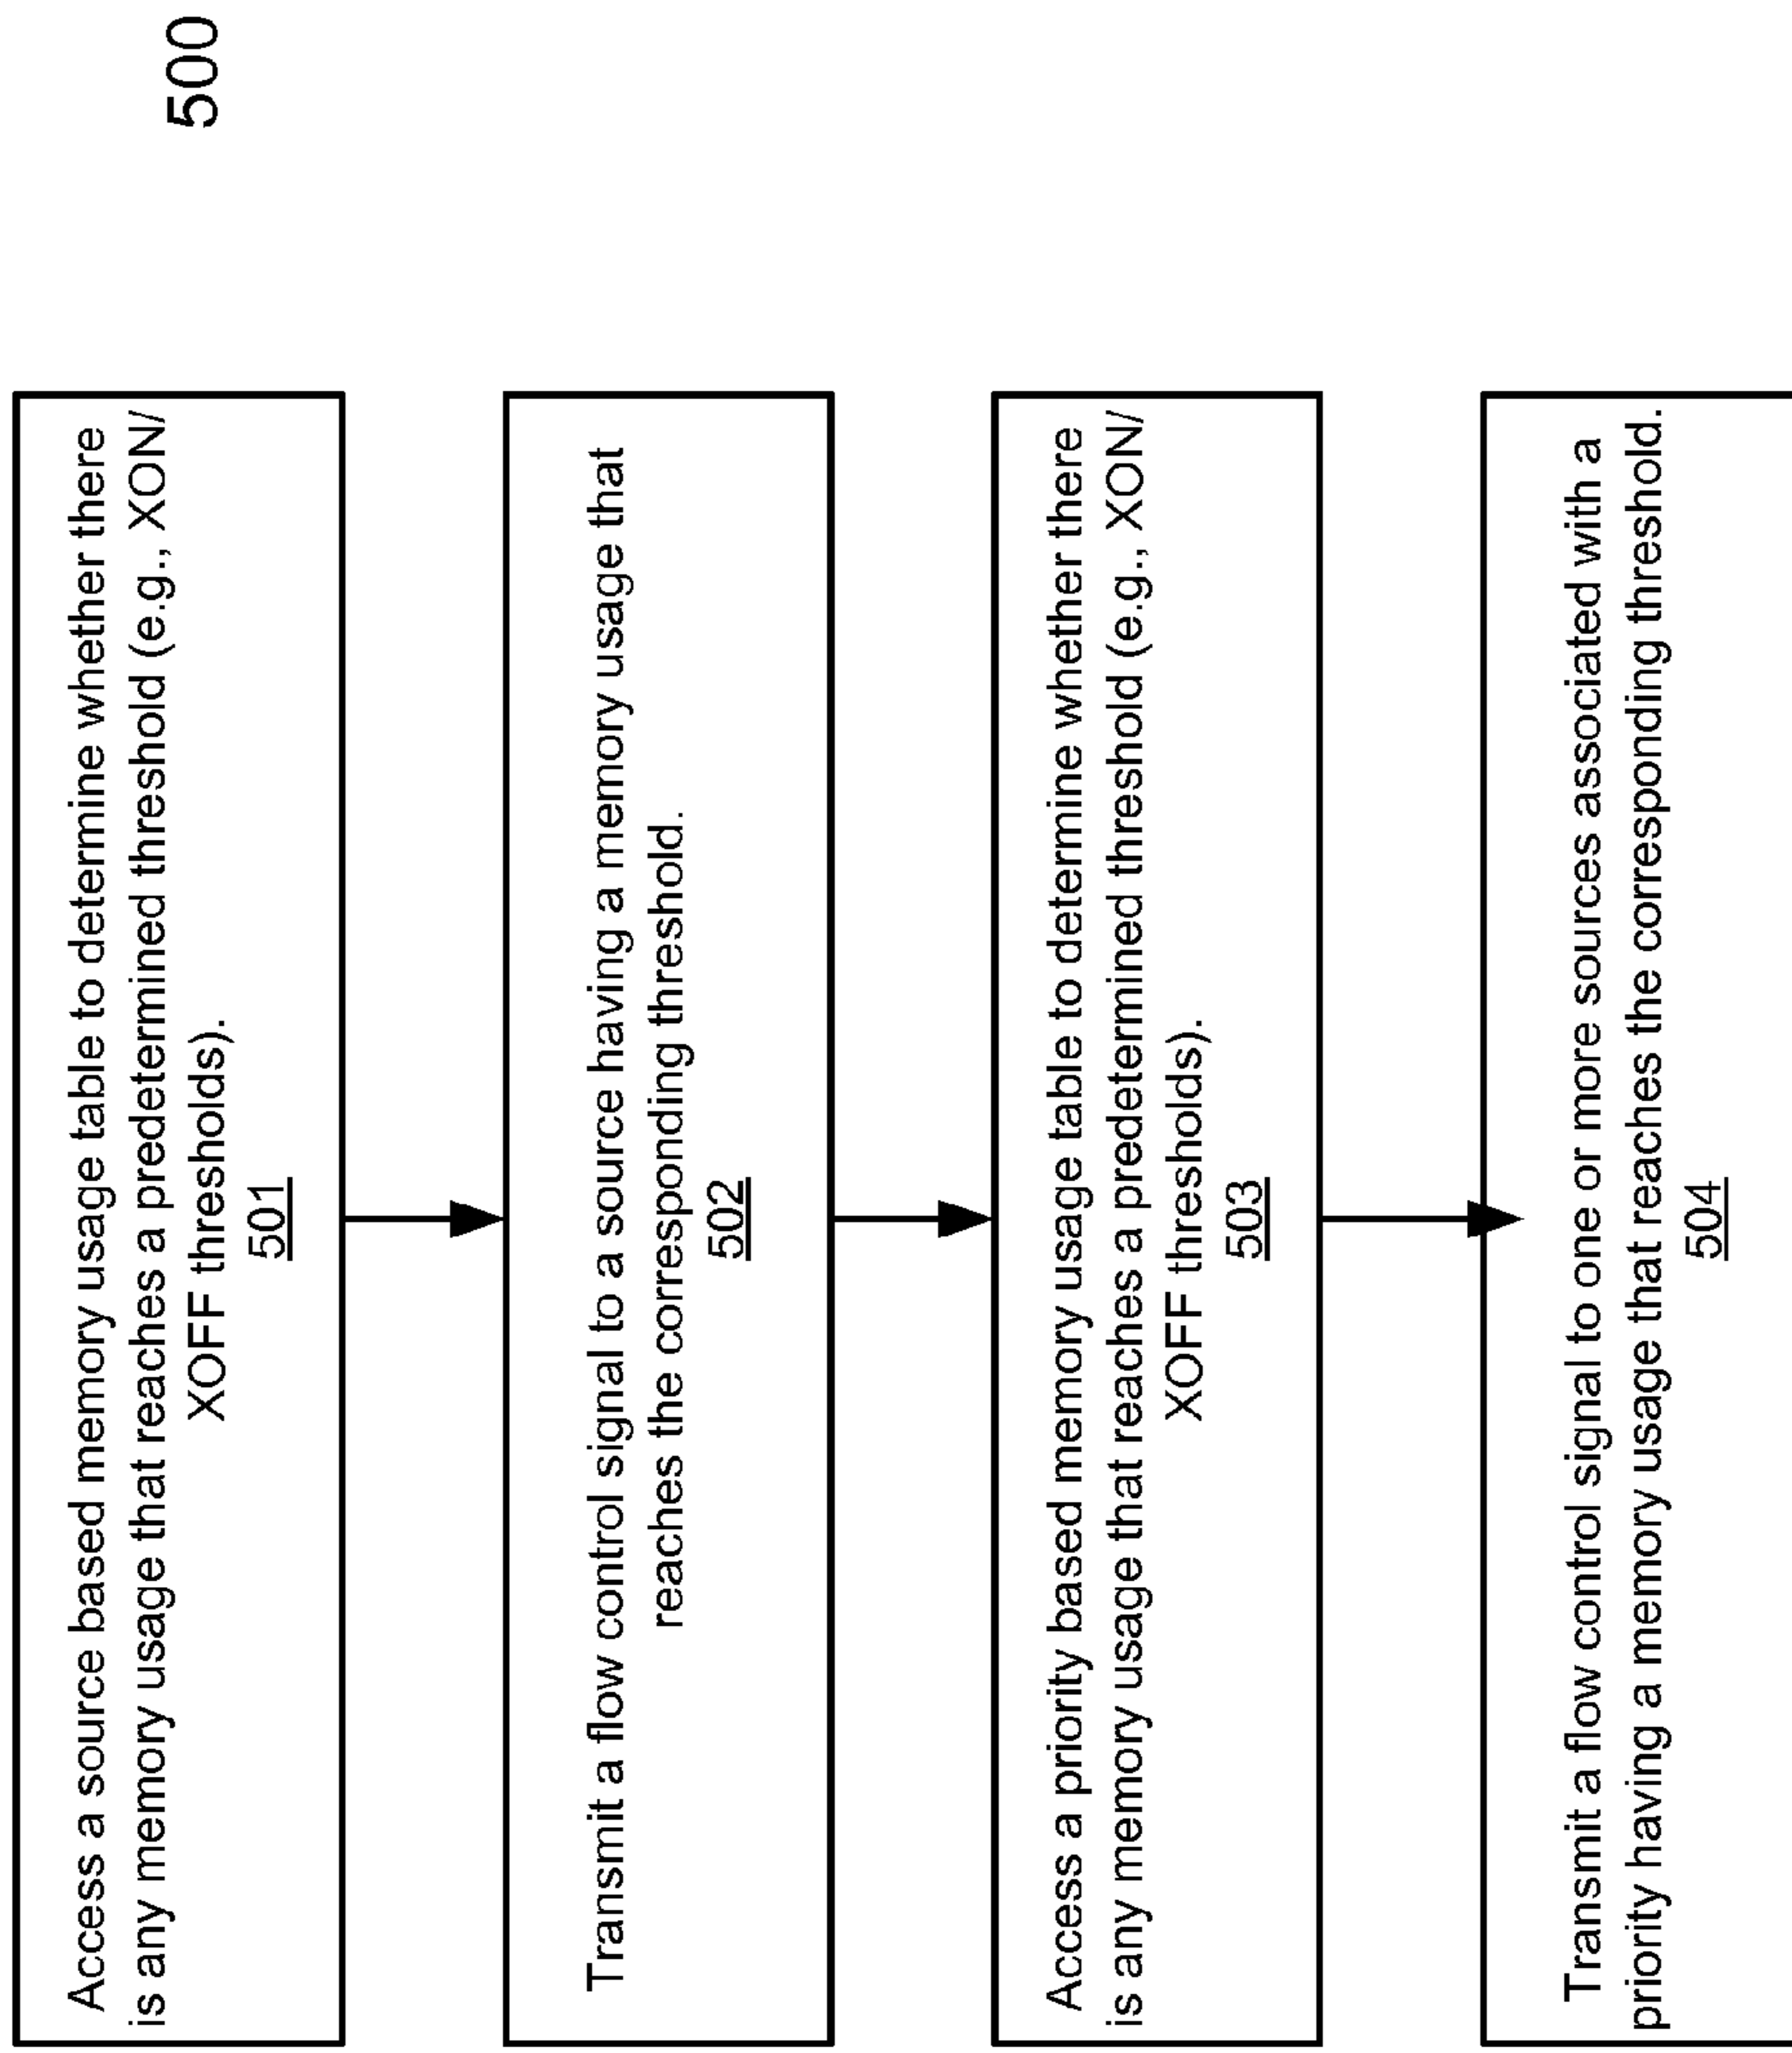 500
Access a source based memory usage table to determine whether there
is any memory usage that reaches a predetermined threshold (e.g., XON/
XOFF thresholds).
501
Transmit a flow control signal to a source having a memory usage that
reaches the corresponding threshold.
502
Access a priority based memory usage table to determine whether there
is any memory usage that reaches a predetermined threshold (e.g., XON/
XOFF thresholds).
503
Transmit a flow control signal to one or more sources associated with a
priority having a memory usage that reaches the corresponding threshold.
504